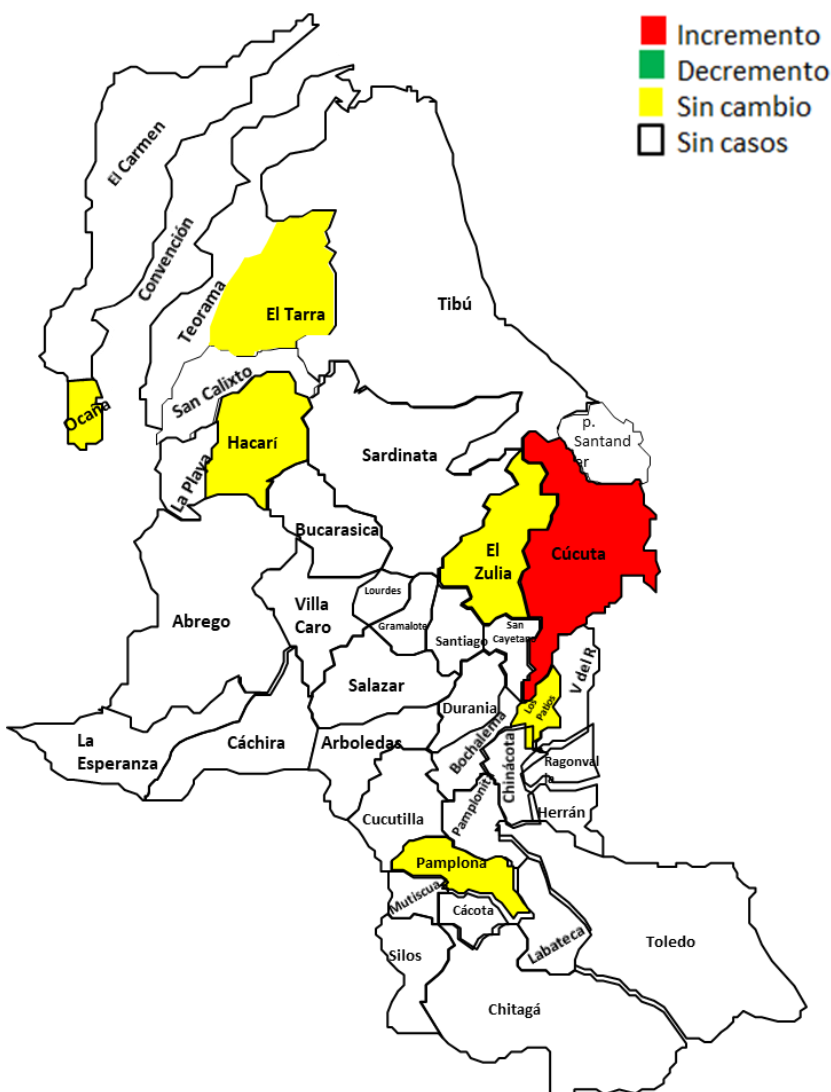 Incremento
Decremento
Sin cambio
Sin casos
El Carmen
Convención
Teorama
El Tarra
Tibú
San Calixto
Ocaña
Hacarí
La Playa
Sardinata
p.
Santand
er
Bucarasica
El
Zulia
Cúcuta
Abrego
Villa
Caro
Lourdes
Gramalote
Santiago
San
Cayetano
Salazar
Durania
Los
Patios
V del R
La
Esperanza
Cáchira
Arboledas
Bochalema
Chinácota
Ragonval
la
Cucutilla
Pamplonit
Herrán
Pamplona
Mutiscua
Cácota
Labateca
Toledo
Silos
Chitagá